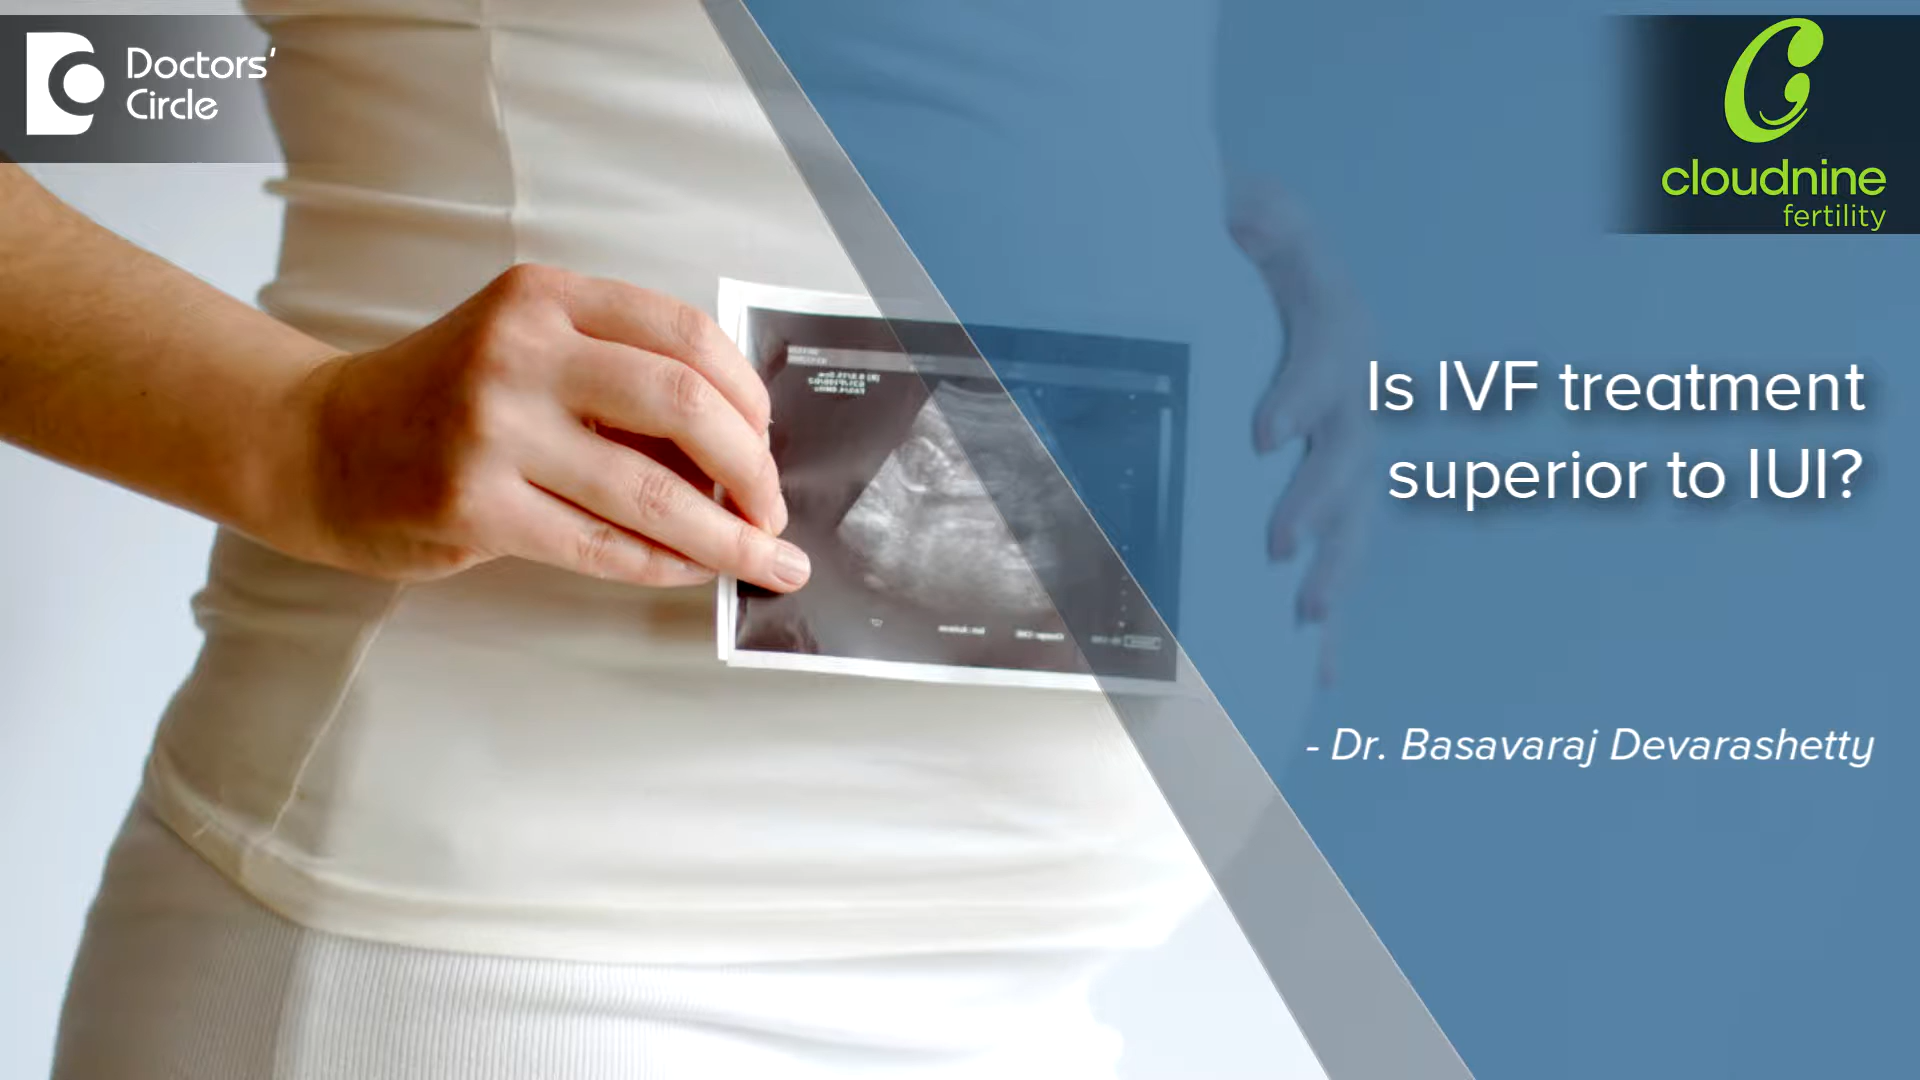 Doctors'
Circle
cloudnine
fertility
Is IVF treatment
superior to IUI?
- Dr. Basavaraj Devarashetty